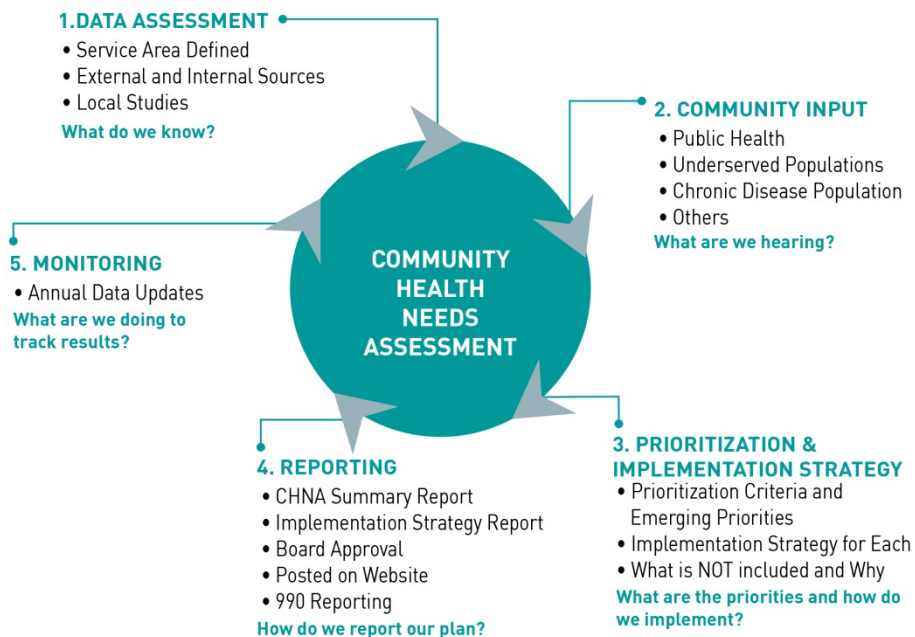 1.DATA ASSESSMENT
• Service Area Defined
• External and Internal Sources
• Local Studies
What do we know?
2. COMMUNITY INPUT
• Public Health
• Underserved Populations
• Chronic Disease Population
• Others
What are we hearing?
COMMUNITY
HEALTH
NEEDS
ASSESSMENT
3. PRIORITIZATION &
IMPLEMENTATION STRATEGY
• Prioritization Criteria and
Emerging Priorities
• Implementation Strategy for Each
• What is NOT included and Why
What are the priorities and how do
we implement?
4. REPORTING
• CHNA Summary Report
• Implementation Strategy Report
• Board Approval
• Posted on Website
• 990 Reporting
How do we report our plan?
5. MONITORING
• Annual Data Updates
What are we doing to
track results?